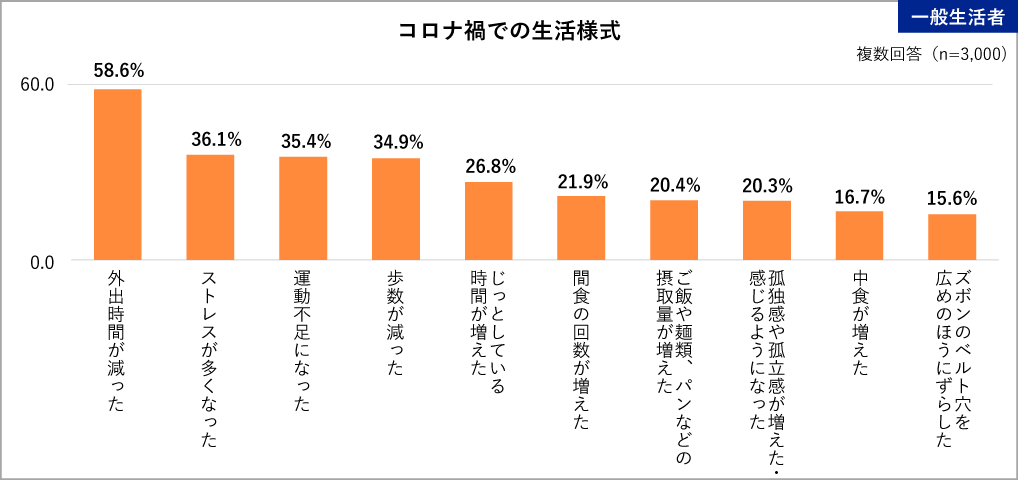 一般生活者
コロナ禍での生活様式
複数回答（n=3,000）
60.0
0.0
58.6%
36.1%
35.4%
34.9%
26.8%
21.9%
20.4%
20.3%
16.7%
15.6%
外出時間が減った
ストレスが多くなった
運動不足になった
歩数が減った
じっとしている
時間が増えた
間食の回数が増えた
ご飯や麺類、パンなどの
摂取量が増えた
孤独感や孤立感が増えた・
感じるようになった
中食が増えた
ズボンのベルト穴を
広めのほうにずらした